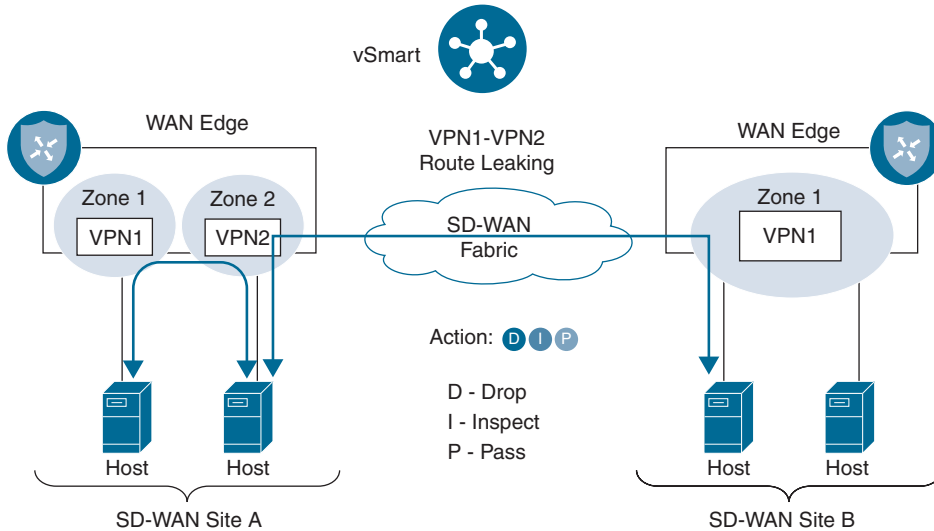 vSmart
WAN Edge
VPN1-VPN2
Route Leaking
WAN Edge
Zone 1
Zone 2
Zone 1
VPN1
VPN2
SD-WAN
Fabric
VPN1
Action: D I P
D - Drop
I - Inspect
P - Pass
Host
Host
Host
Host
SD-WAN Site A
SD-WAN Site B